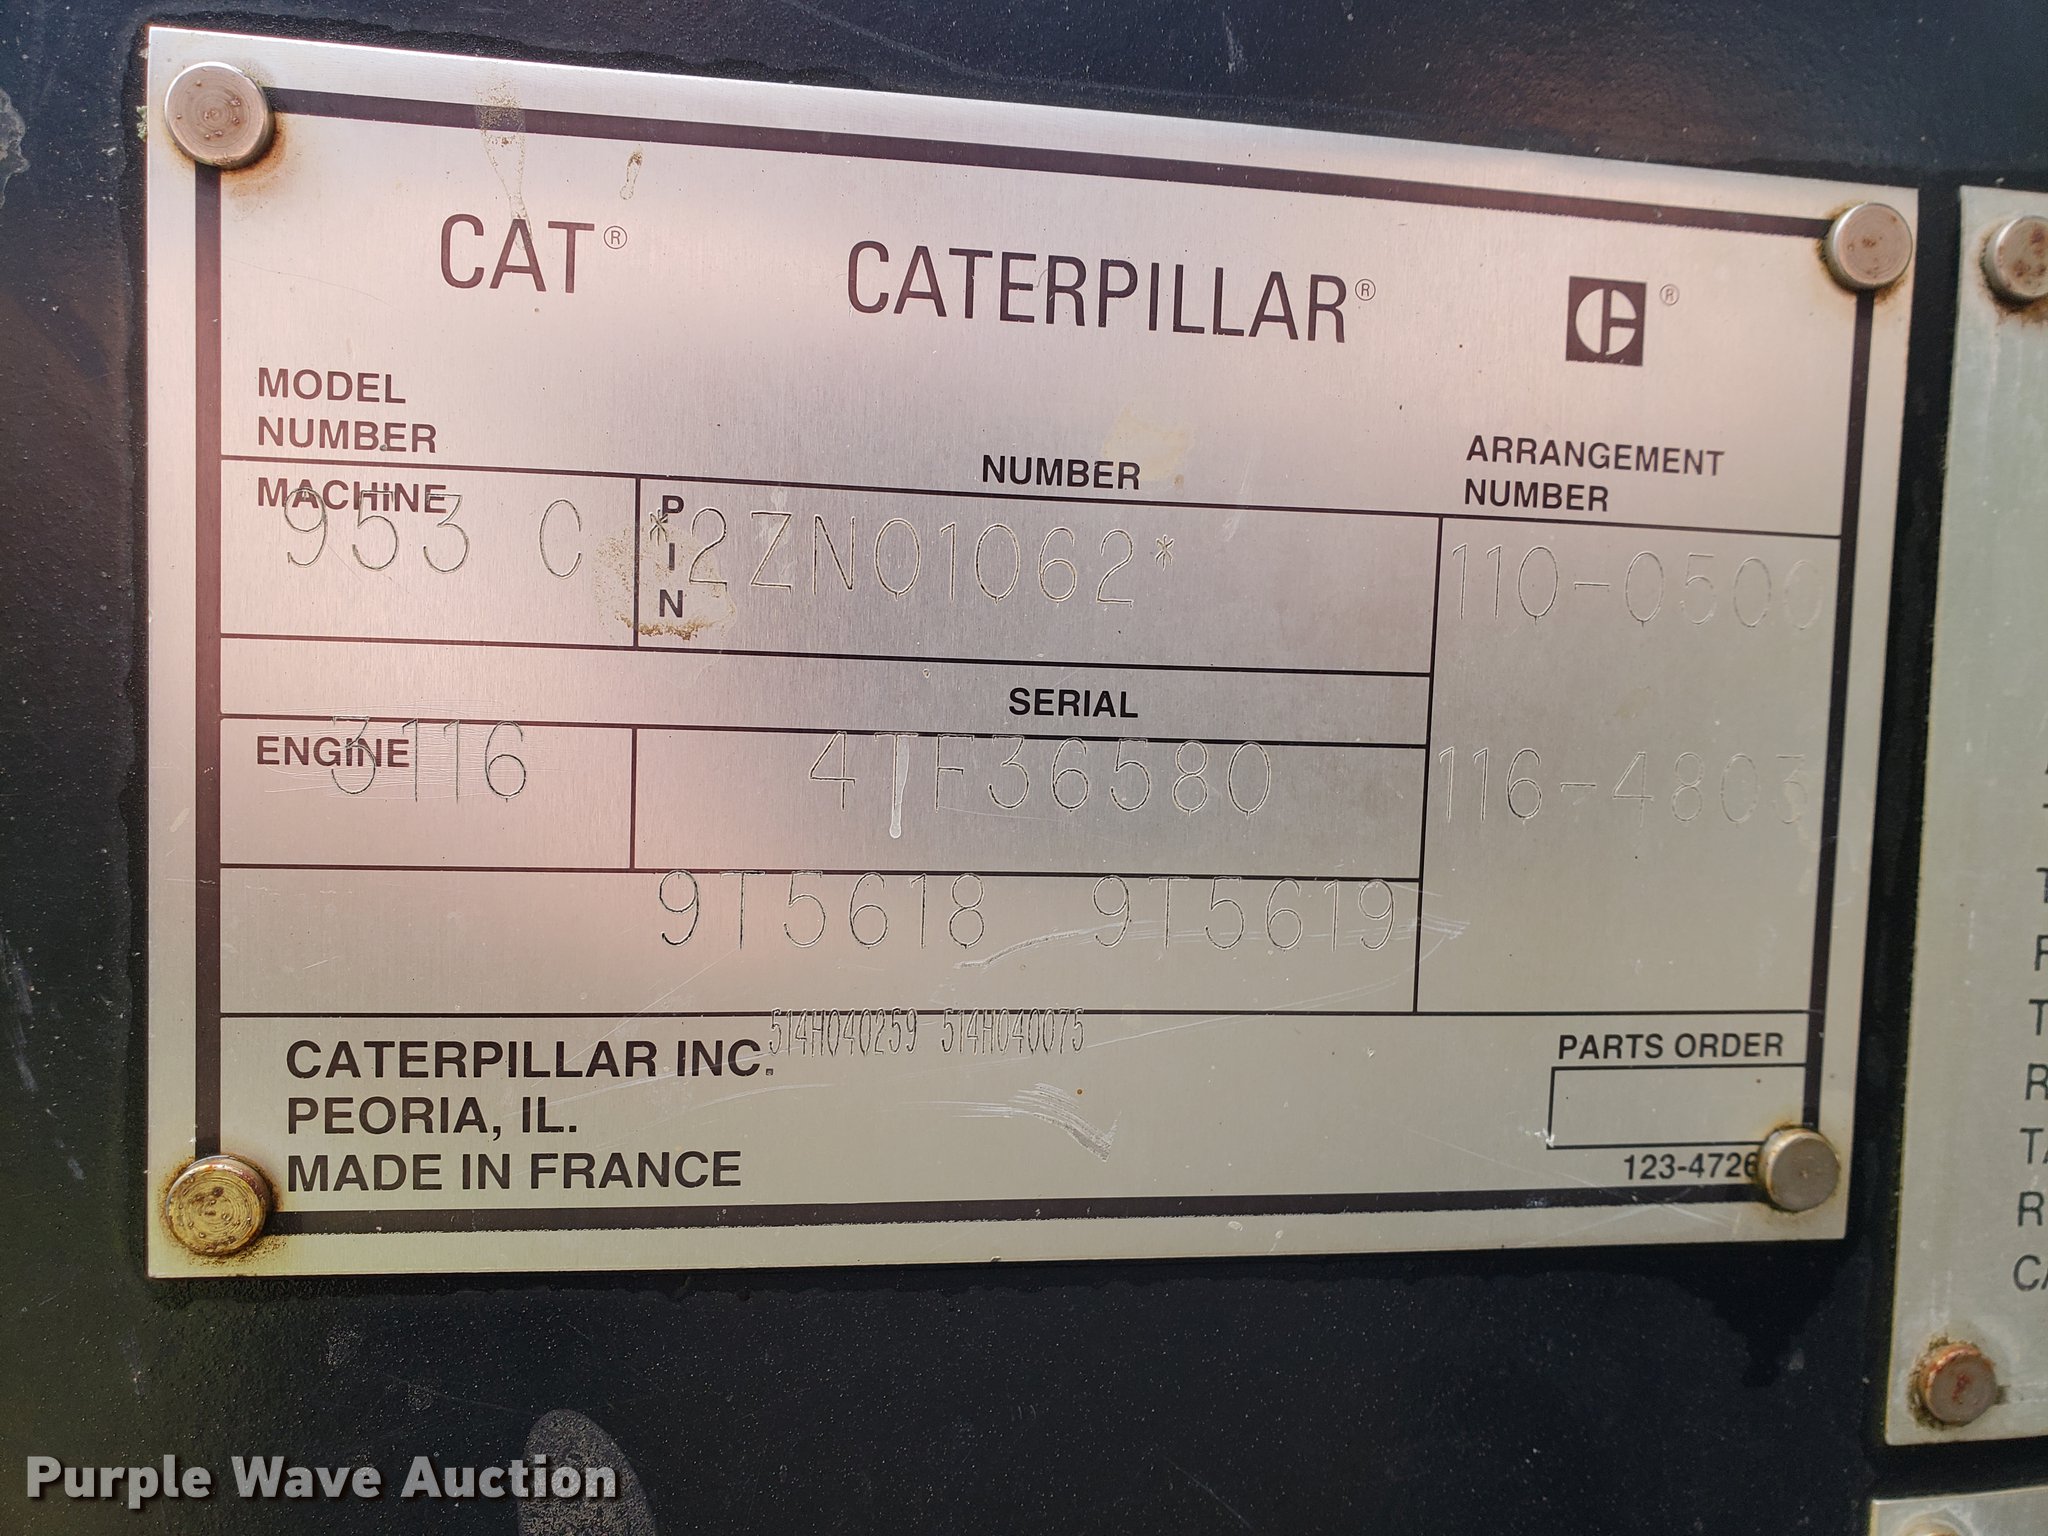 CAT® CATERPILLAR® ®
MODEL
NUMBER
NUMBER
ARRANGEMENT
NUMBER
MACHINE
953 C
PIN
*2ZN01062*
110-0500
SERIAL
ENGINE
3116
4TF36580
116-4803
9T5618 9T5619
514H040259 514H040075
CATERPILLAR INC.
PEORIA, IL.
MADE IN FRANCE
PARTS ORDER
123-4726
Purple Wave Auction